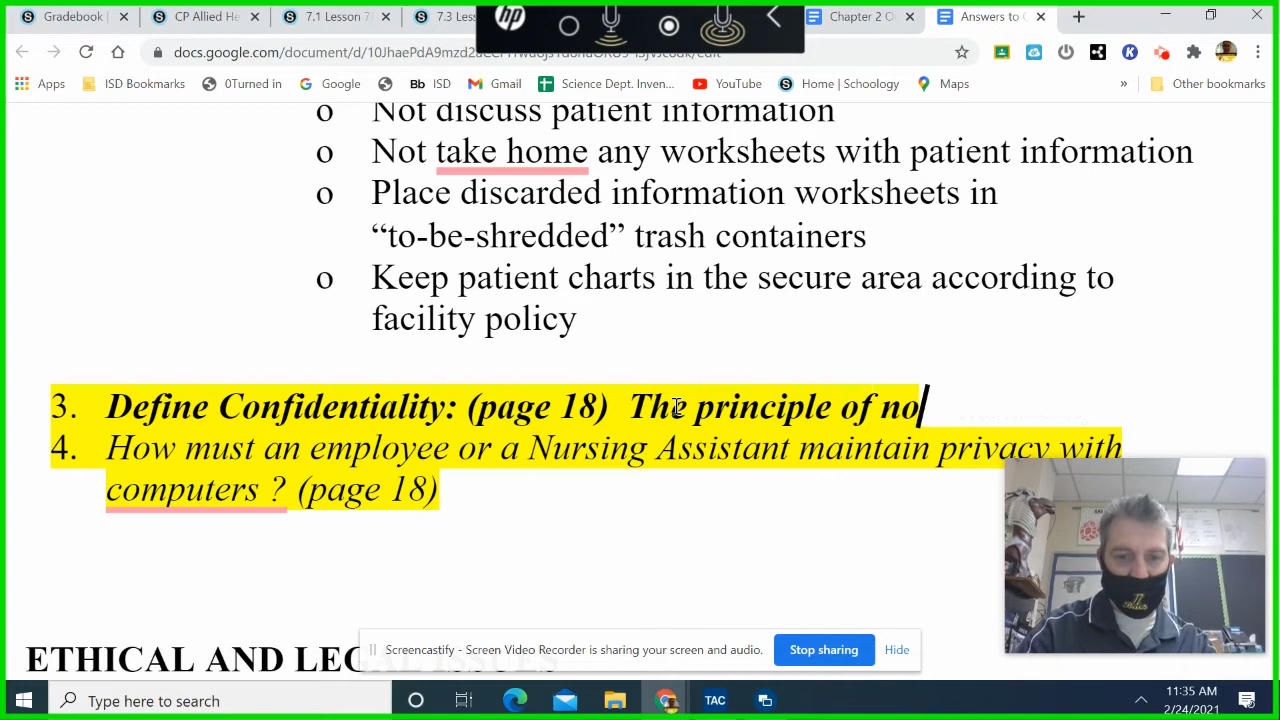 Gradebook
CP Allied He
7.1 Lesson 7
7.3 Less
hp
Chapter 2 O
Answers to C
Apps
ISD Bookmarks
0Turned in
Google
Bb ISD
Gmail
Science Dept. Inven...
YouTube
Home | Schoology
Maps
»
Other bookmarks
o Not discuss patient information
o Not take home any worksheets with patient information
o Place discarded information worksheets in
“to-be-shredded” trash containers
o Keep patient charts in the secure area according to
facility policy
3. Define Confidentiality: (page 18) The principle of no
4. How must an employee or a Nursing Assistant maintain privacy with
computers ? (page 18)
Screencastify - Screen Video Recorder is sharing your screen and audio.
Stop sharing
Hide
ETHICAL AND LEGAL ISSUES
Type here to search
TAC
11:35 AM
2/24/2021